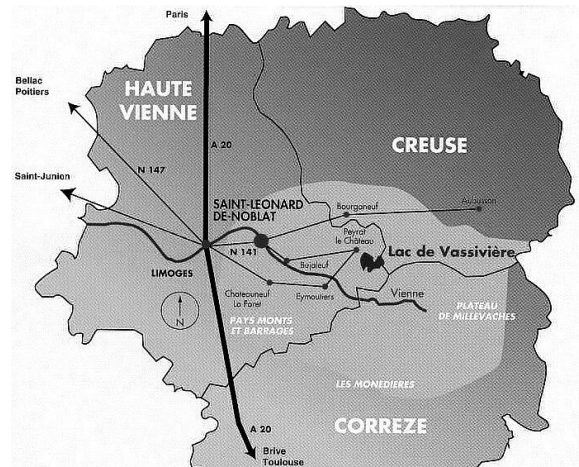 Paris
Bellac
Poitiers
HAUTE
VIENNE
CREUSE
A 20
N 147
Saint-Junion
SAINT-LEONARD
DE-NOBLAT
Bourganeuf
Aubusson
Peyrat
le Château
Lac de Vassivière
N 141
Bujaleuf
LIMOGES
Chateauneuf
La Foret
Eymoutiers
Vienne
N
PAYS MONTS
ET BARRAGES
PLATEAU
DE MILLEVACHES
LES MONEDIERES
CORREZE
A 20
Brive
Toulouse